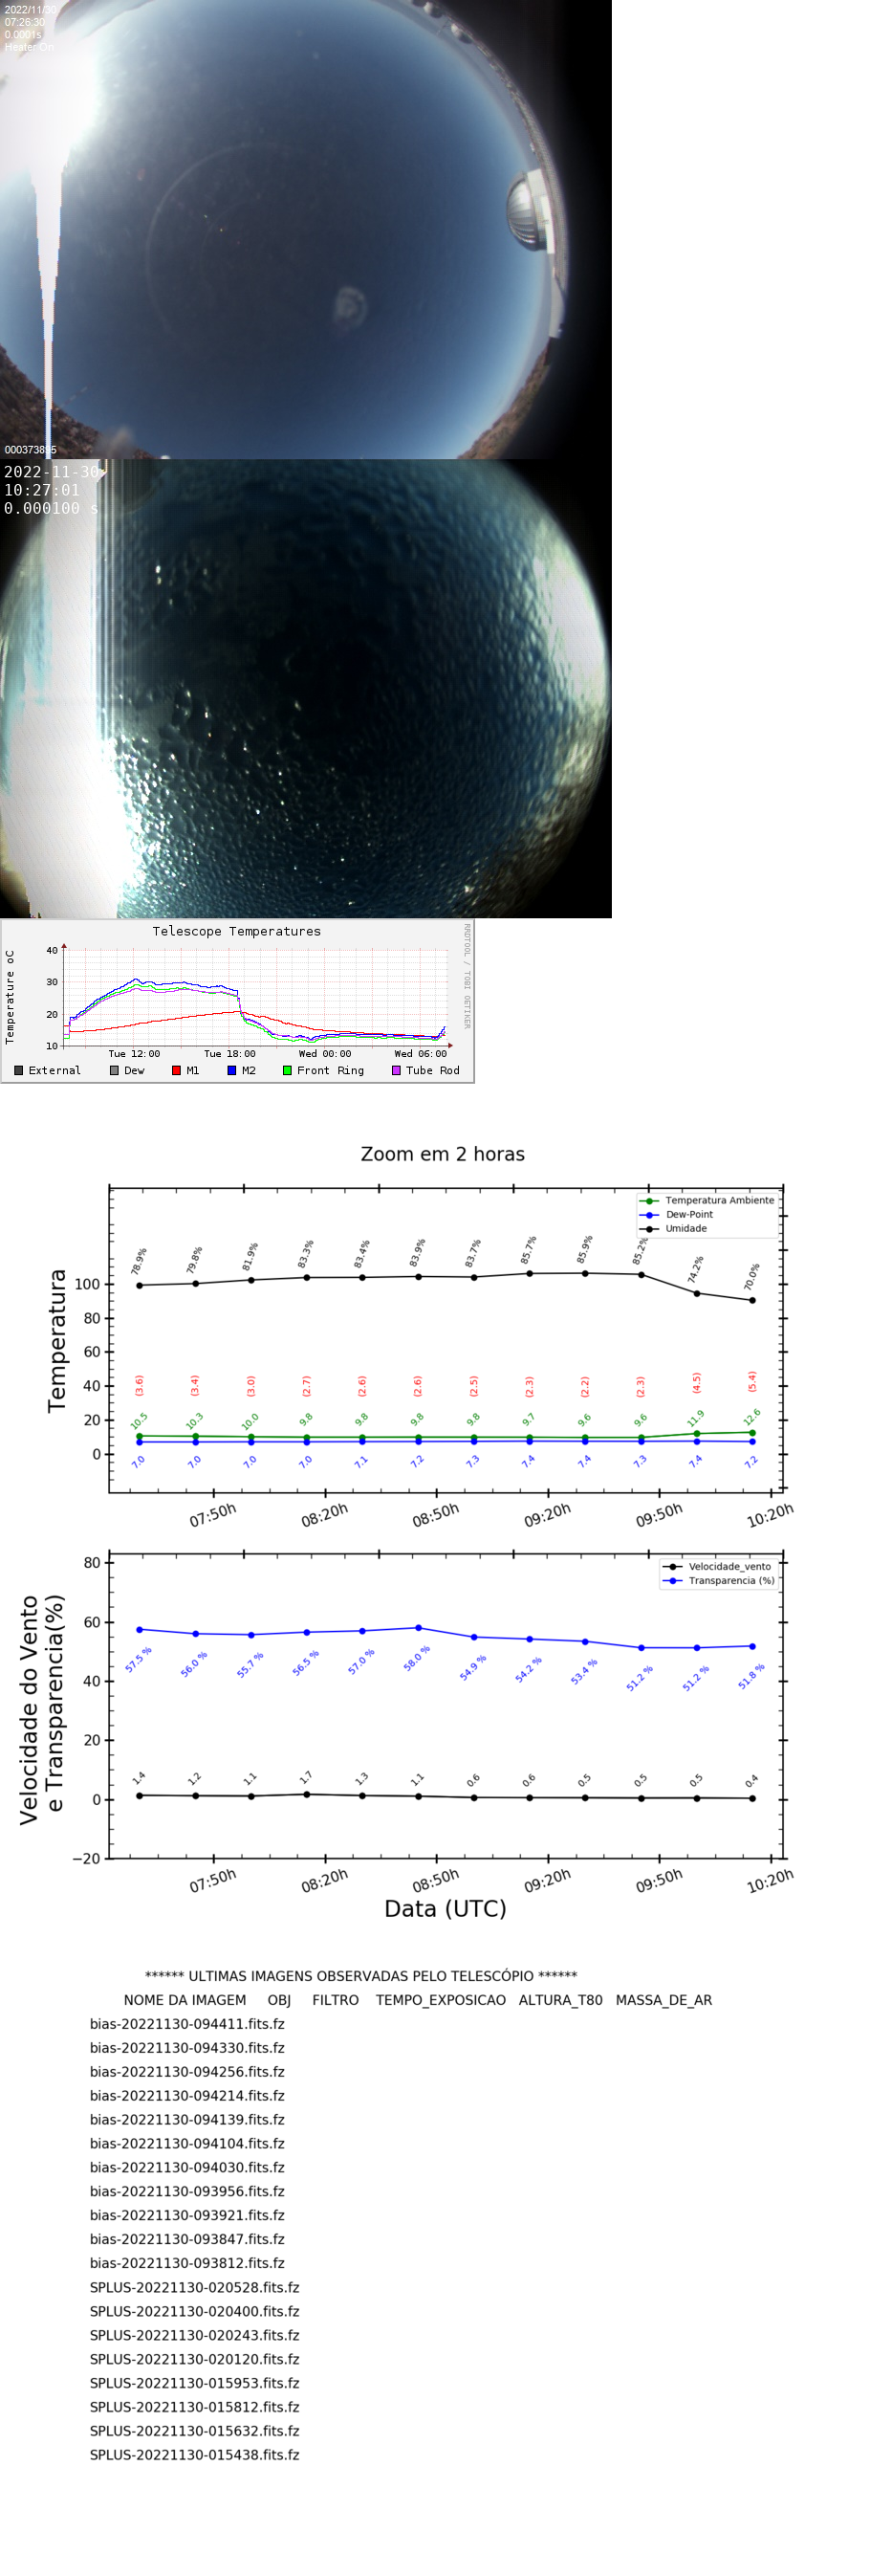 2022/11/30
07:26:30
0.0001s
Heater On
2022-11-30
10:27:01
0.000100 s
Telescope Temperatures
RRDTOOL / TOBI OETIKER
Temperature oC
40
30
20
10
Tue 12:00 Tue 18:00 Wed 00:00 Wed 06:00
External Dew M1 M2 Front Ring Tube Rod
Zoom em 2 horas
Temperatura Ambiente
Dew-Point
Umidade
Temperatura
100
80
60
40
20
0
78.9% 79.8% 81.9% 83.3% 83.4% 83.9% 83.7% 85.7% 85.9% 85.2% 74.2% 70.0%
(3.6) (3.4) (3.0) (2.7) (2.6) (2.6) (2.5) (2.3) (2.2) (2.3) (4.5) (5.4)
10.5 10.3 10.0 9.8 9.8 9.8 9.8 9.7 9.6 9.6 11.9 12.6
7.0 7.0 7.0 7.0 7.1 7.2 7.3 7.4 7.4 7.3 7.4 7.2
07:50h 08:20h 08:50h 09:20h 09:50h 10:20h
Velocidade_vento
Transparencia (%)
Velocidade do Vento
e Transparencia(%)
80
60
40
20
0
−20
57.5 % 56.0 % 55.7 % 56.5 % 57.0 % 58.0 % 54.9 % 54.2 % 53.4 % 51.2 % 51.2 % 51.8 %
1.4 1.2 1.1 1.7 1.3 1.1 0.6 0.6 0.5 0.5 0.5 0.4
07:50h 08:20h 08:50h 09:20h 09:50h 10:20h
Data (UTC)
****** ULTIMAS IMAGENS OBSERVADAS PELO TELESCÓPIO ******
NOME DA IMAGEM OBJ FILTRO TEMPO_EXPOSICAO ALTURA_T80 MASSA_DE_AR
bias-20221130-094411.fits.fz
bias-20221130-094330.fits.fz
bias-20221130-094256.fits.fz
bias-20221130-094214.fits.fz
bias-20221130-094139.fits.fz
bias-20221130-094104.fits.fz
bias-20221130-094030.fits.fz
bias-20221130-093956.fits.fz
bias-20221130-093921.fits.fz
bias-20221130-093847.fits.fz
bias-20221130-093812.fits.fz
SPLUS-20221130-020528.fits.fz
SPLUS-20221130-020400.fits.fz
SPLUS-20221130-020243.fits.fz
SPLUS-20221130-020120.fits.fz
SPLUS-20221130-015953.fits.fz
SPLUS-20221130-015812.fits.fz
SPLUS-20221130-015632.fits.fz
SPLUS-20221130-015438.fits.fz